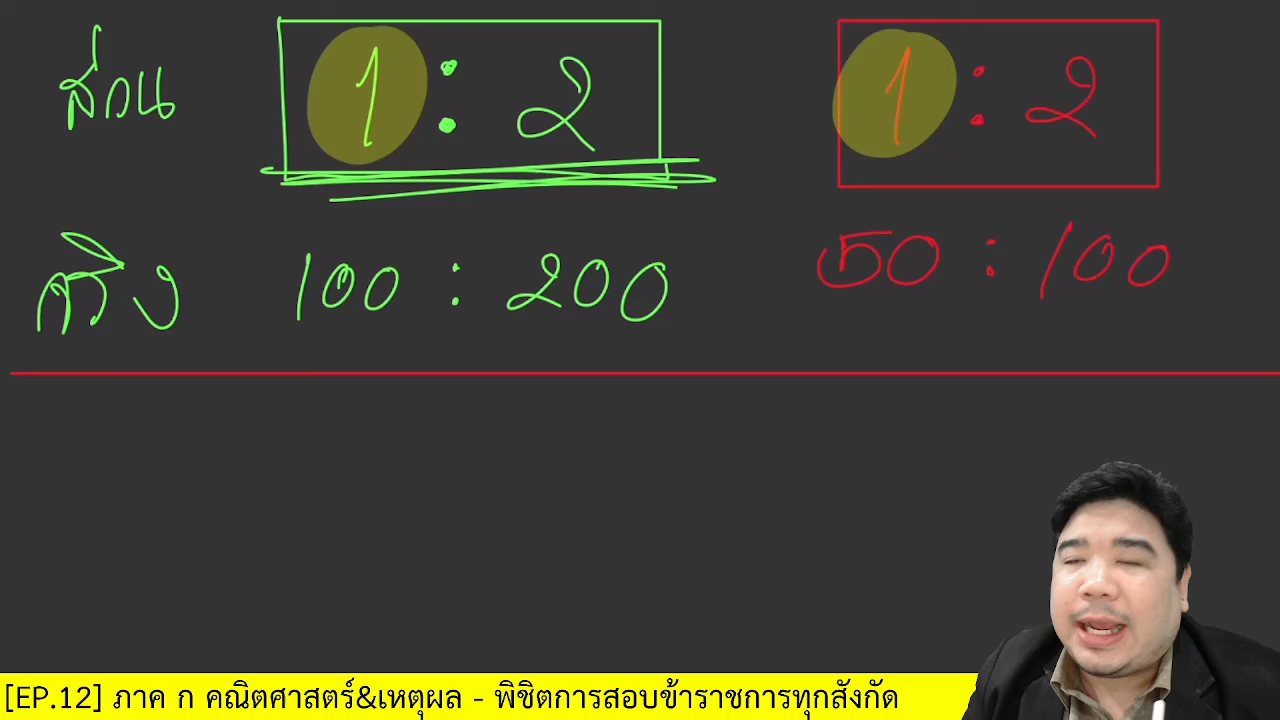 ส่วน 1 : 2 1 : 2
จริง 100 : 200 50 : 100
[EP.12] ภาค ก คณิตศาสตร์&เหตุผล - พิชิตการสอบข้าราชการทุกสังกัด